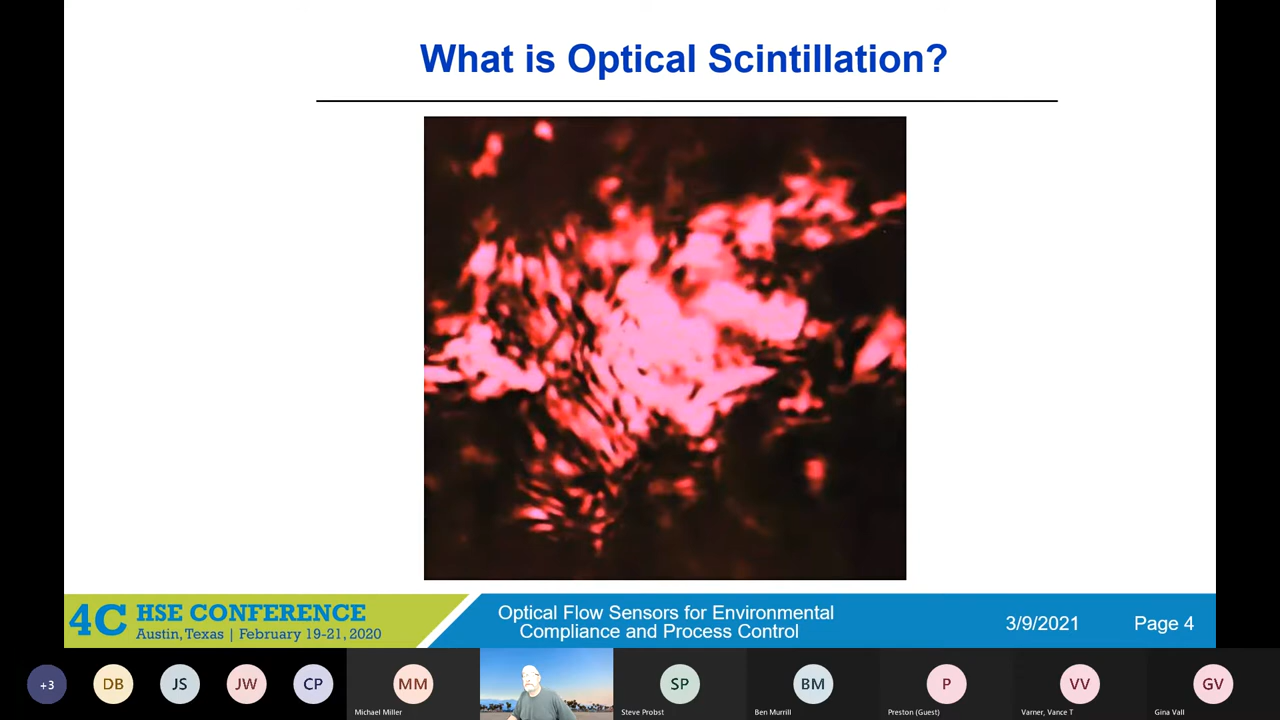 What is Optical Scintillation?
4C HSE CONFERENCE
Austin, Texas | February 19-21, 2020
Optical Flow Sensors for Environmental
Compliance and Process Control
3/9/2021
Page 4
+3
DB
JS
JW
CP
MM
SP
BM
P
VV
GV
Michael Miller
Steve Probst
Ben Murrill
Preston (Guest)
Varner, Vance T
Gina Vall